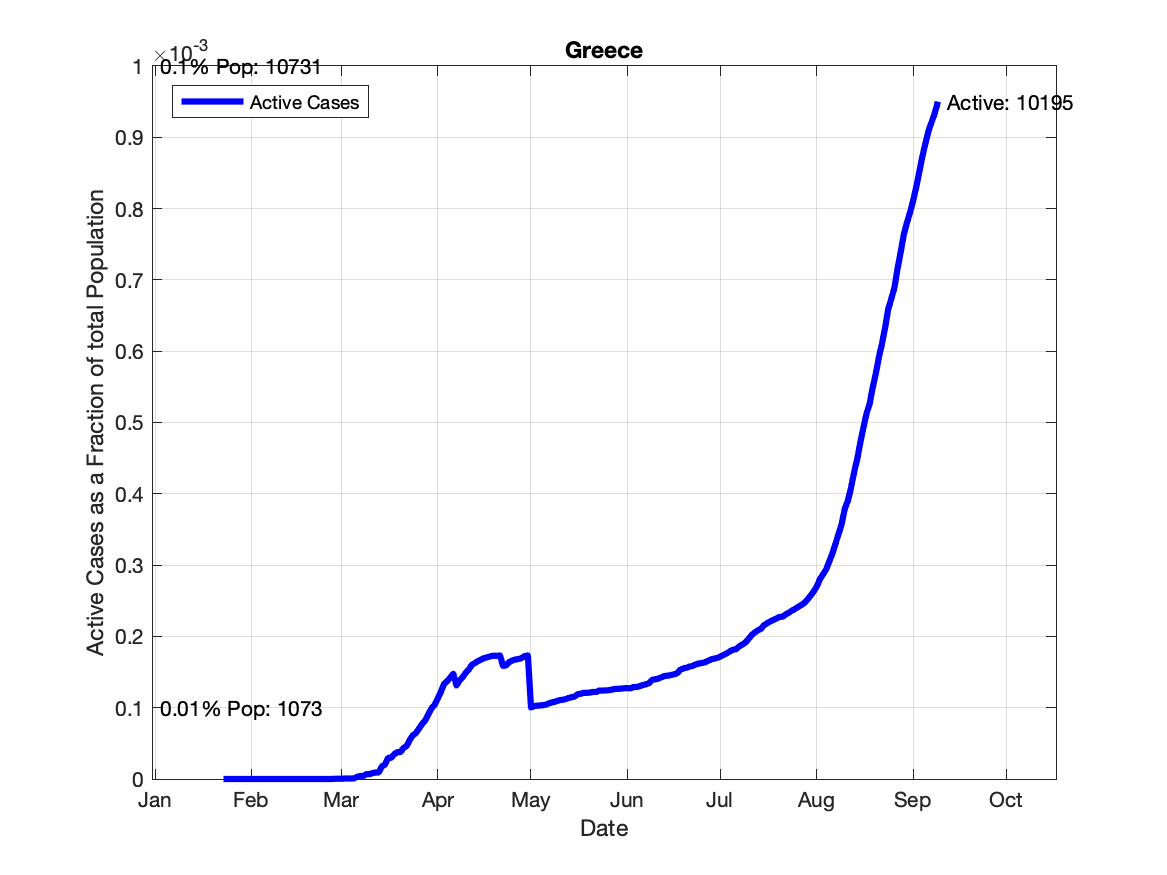 Greece
×10-3
0.1% Pop: 10731
Active Cases
Active: 10195
1
0.9
0.8
0.7
0.6
0.5
0.4
0.3
0.2
0.1
0
0.01% Pop: 1073
Active Cases as a Fraction of total Population
Jan Feb Mar Apr May Jun Jul Aug Sep Oct
Date